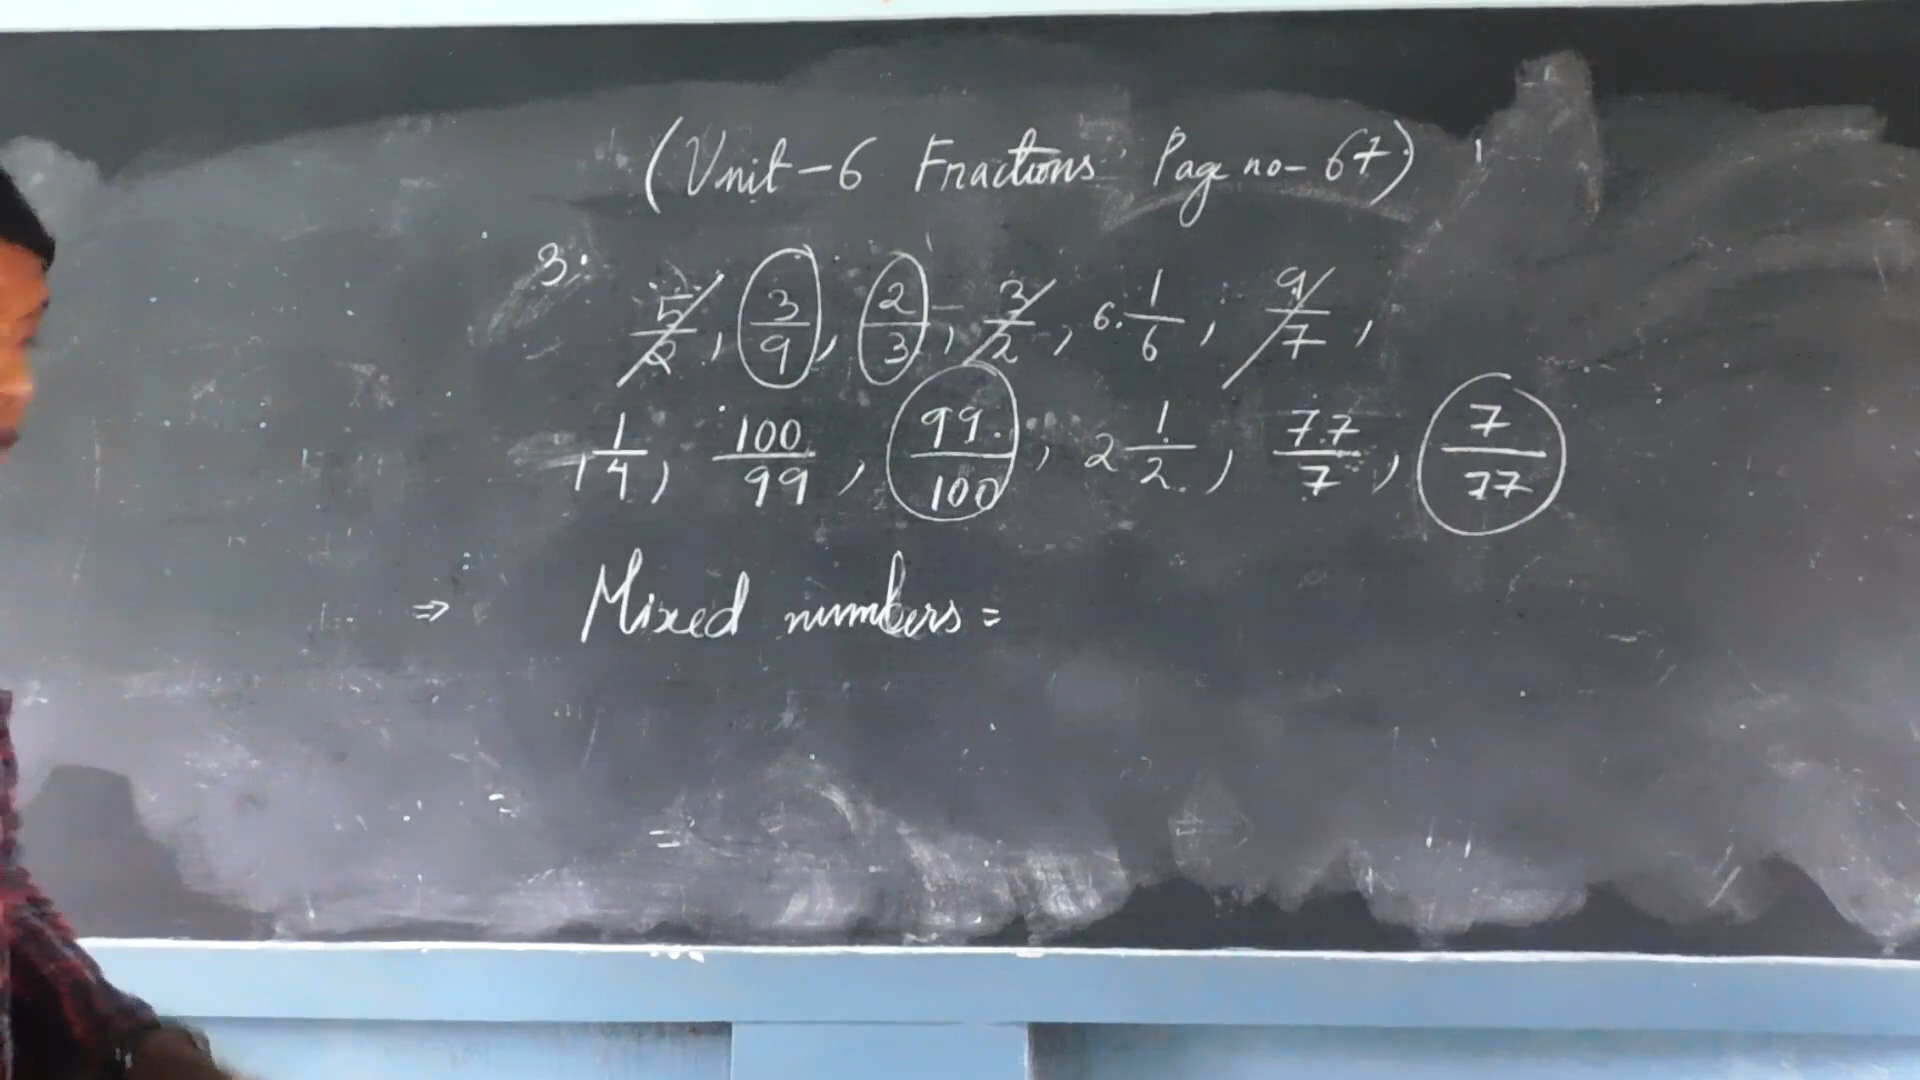 (Unit-6 Fractions Page no-67)
3. 5/2, 3/9, 2/3, 3/2, 6 1/6, 9/7,
1 1/4, 100/99, 99/100, 2 1/2, 77/7, 7/77
⇒ Mixed numbers =